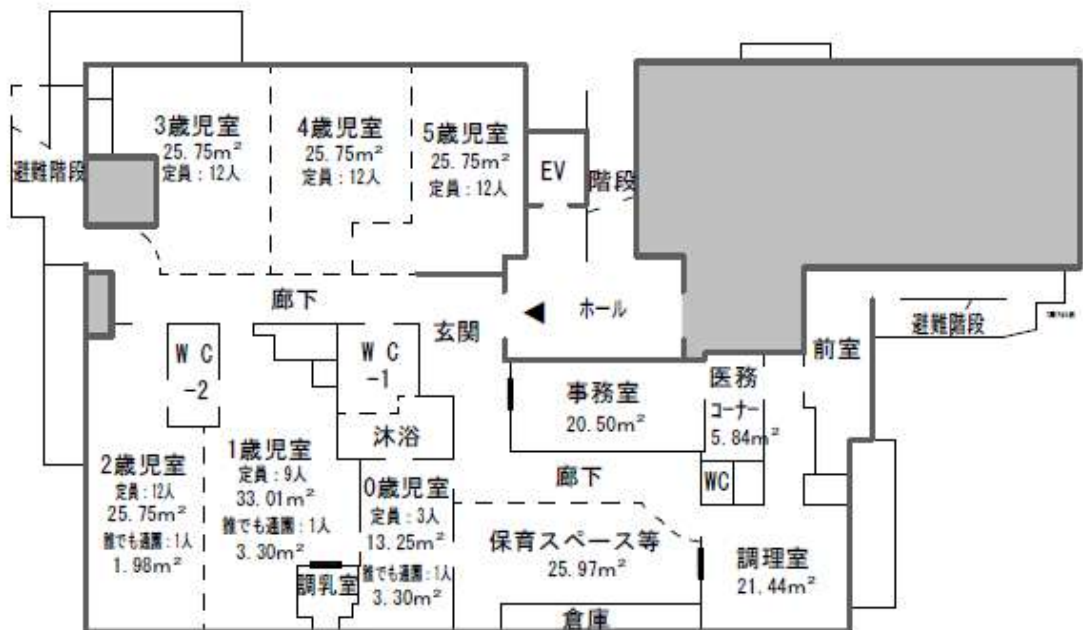 3歳児室
25.75m²
定員：12人
4歳児室
25.75m²
定員：12人
5歳児室
25.75m²
定員：12人
EV
階段
避難階段
廊下
玄関
ホール
避難階段
前室
WC
-2
WC
-1
沐浴
事務室
20.50m²
医務
コーナー
5.84m²
WC
2歳児室
定員：12人
25.75m²
誰でも通園：1人
1.98m²
1歳児室
定員：9人
33.01m²
誰でも通園：1人
3.30m²
調乳室
0歳児室
定員：3人
13.25m²
誰でも通園：1人
3.30m²
廊下
保育スペース等
25.97m²
倉庫
調理室
21.44m²